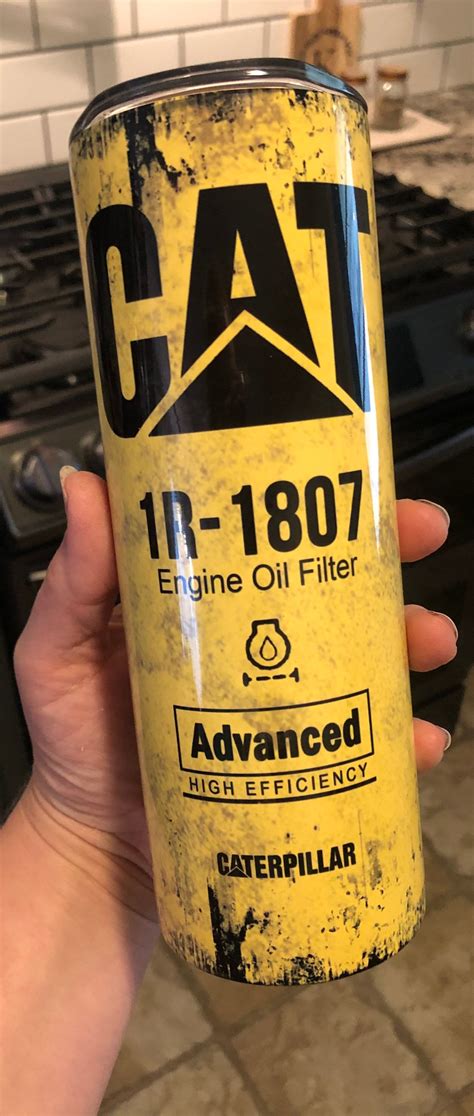 CAT
1R-1807
Engine Oil Filter
Advanced
HIGH EFFICIENCY
CATERPILLAR